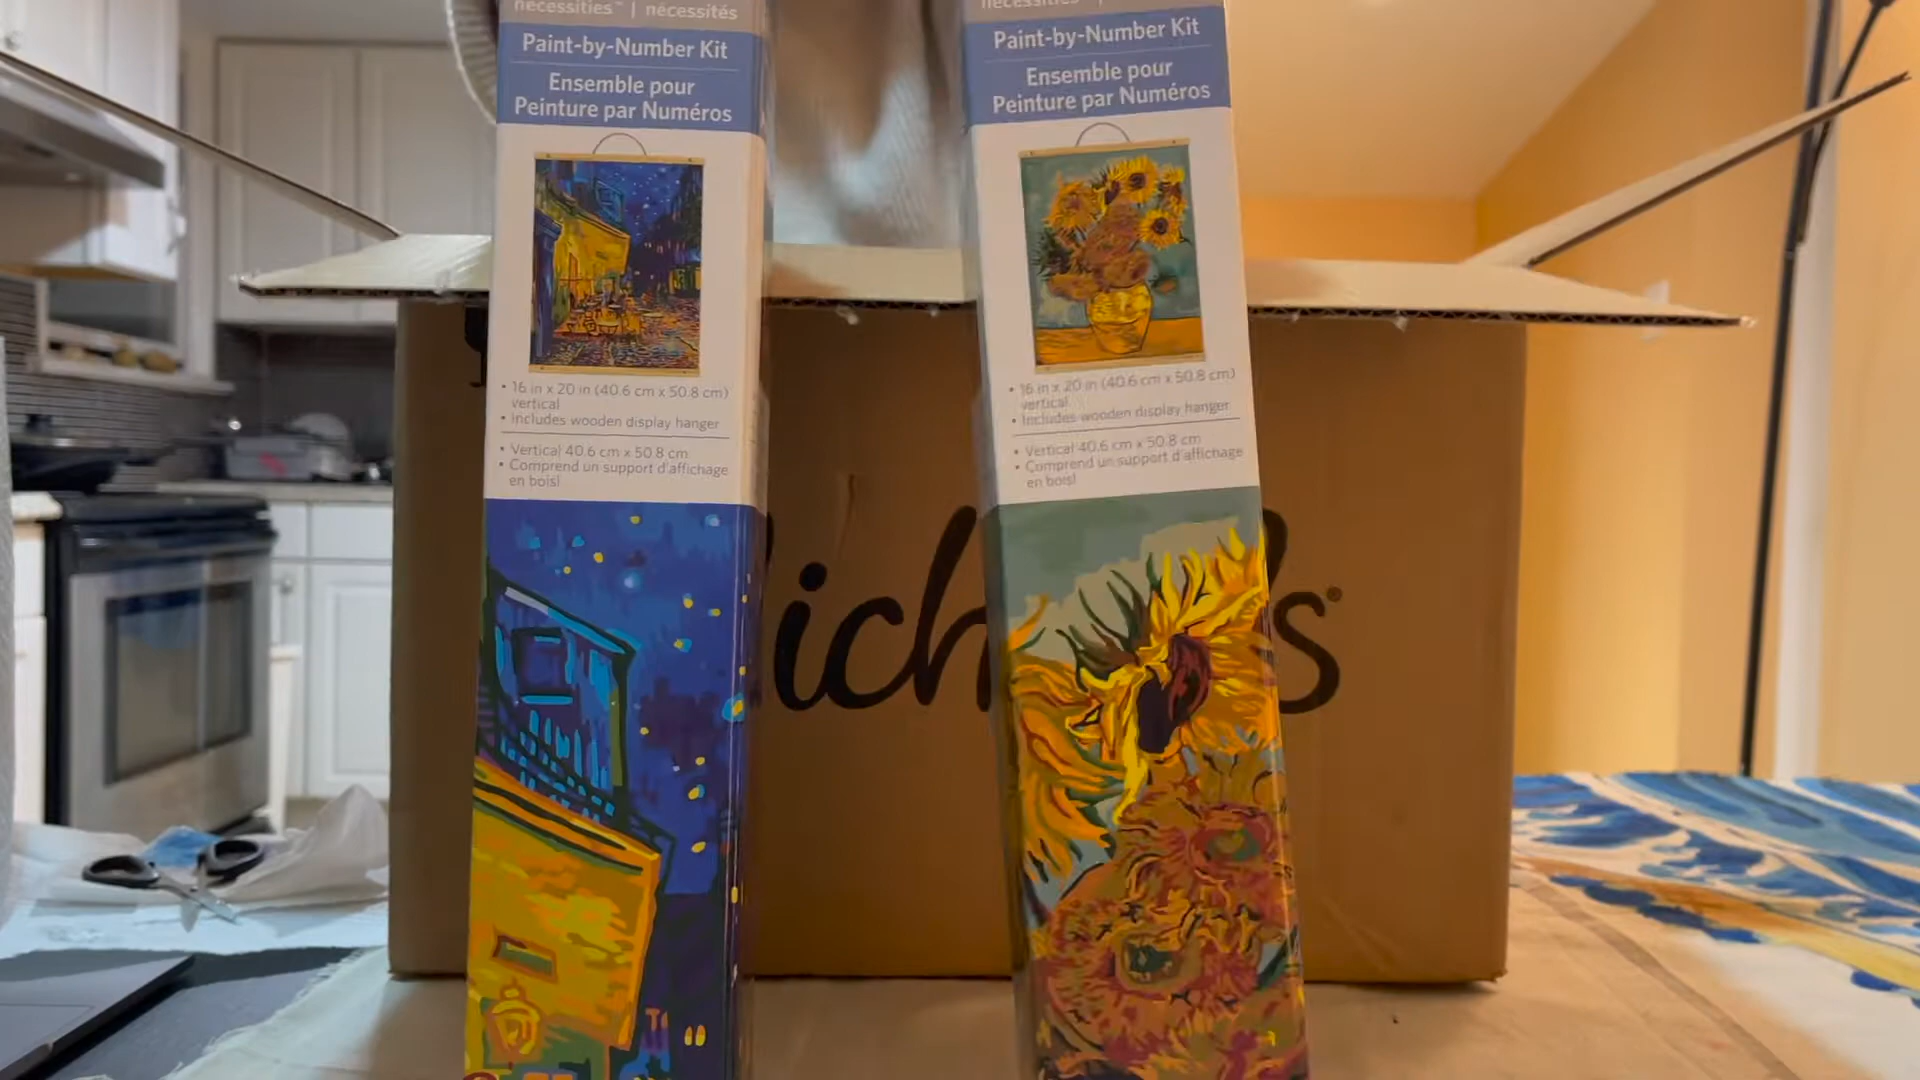 necessities™ | nécessités
Paint-by-Number Kit
Ensemble pour
Peinture par Numéros
• 16 in x 20 in (40.6 cm x 50.8 cm)
vertical
• Includes wooden display hanger
• Vertical 40.6 cm x 50.8 cm
• Comprend un support d'affichage
en bois!
necessities™ |
Paint-by-Number Kit
Ensemble pour
Peinture par Numéros
• 16 in x 20 in (40.6 cm x 50.8 cm)
vertical
• Includes wooden display hanger
• Vertical 40.6 cm x 50.8 cm
• Comprend un support d'affichage
en bois!